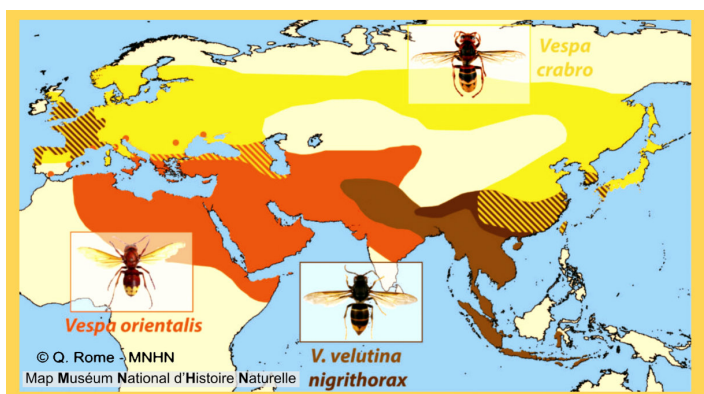 Vespa
crabro
Vespa orientalis
V. velutina
nigrithorax
© Q. Rome - MNHN
Map Muséum National d'Histoire Naturelle